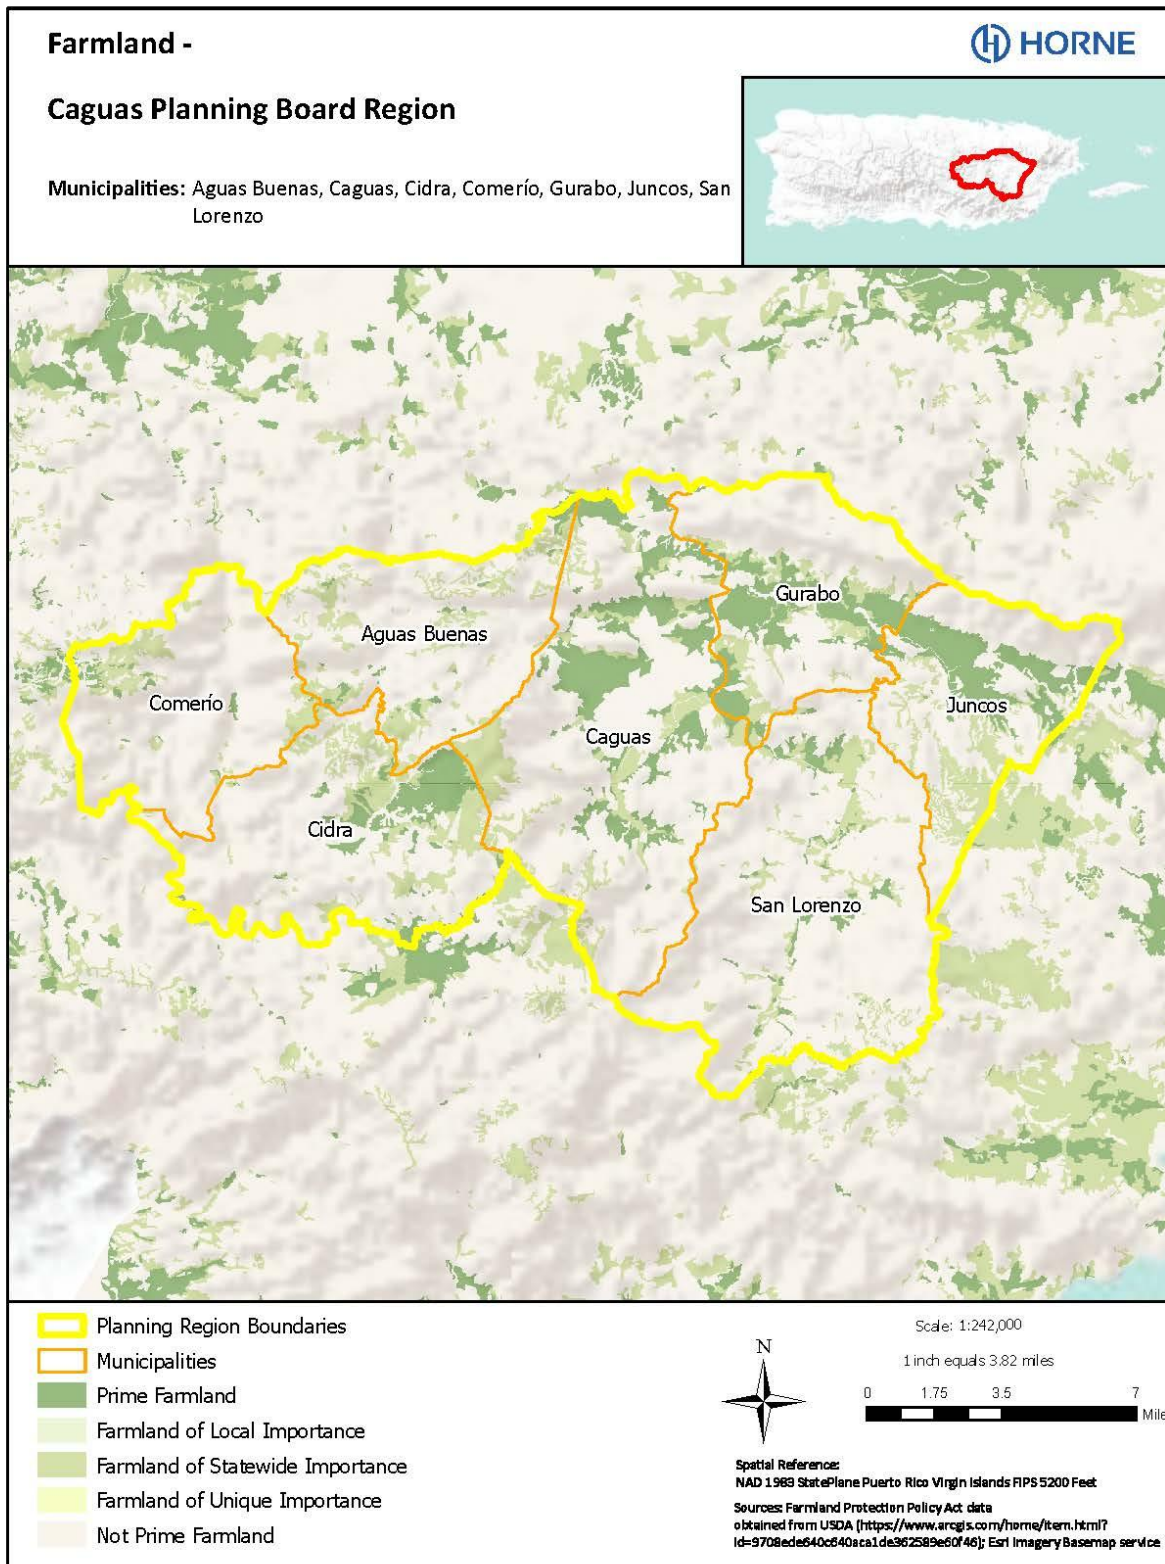 Farmland -
HORNE
Caguas Planning Board Region
Municipalities: Aguas Buenas, Caguas, Cidra, Comerío, Gurabo, Juncos, San
Lorenzo
Gurabo
Aguas Buenas
Comerío
Juncos
Caguas
Cidra
San Lorenzo
Planning Region Boundaries
Municipalities
Prime Farmland
Farmland of Local Importance
Farmland of Statewide Importance
Farmland of Unique Importance
Not Prime Farmland
N
Scale: 1:242,000
1 inch equals 3.82 miles
0 1.75 3.5 7
Mile
Spatial Reference:
NAD 1983 StatePlane Puerto Rico Virgin Islands FIPS 5200 Feet
Sources: Farmland Protection Policy Act data
obtained from USDA (https://www.arcgis.com/home/item.html?
id=9708ede640c640aca1de362589e60f46); Esri Imagery Basemap service